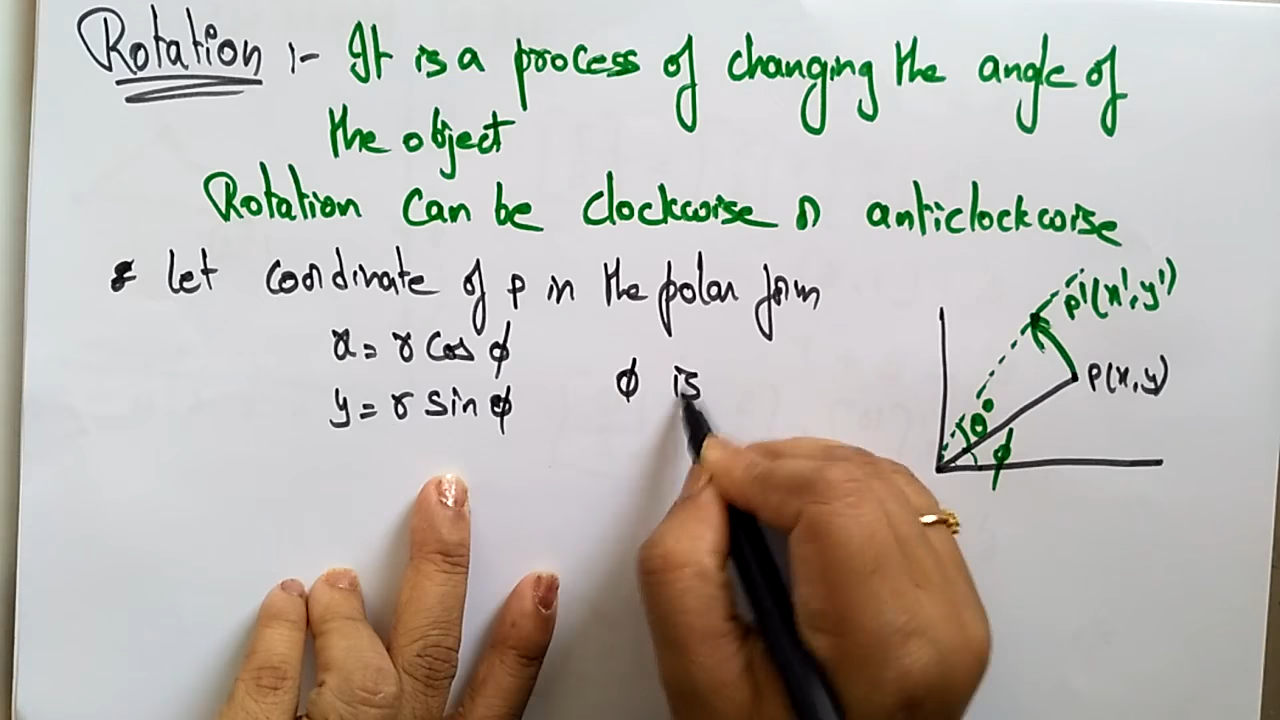 Rotation :- It is a process of changing the angle of
the object
Rotation can be clockwise or anticlockwise
* let coordinate of P in the polar form
x = r cos ϕ
y = r sin ϕ
ϕ is
P'(x', y')
P(x, y)
θ°
ϕ